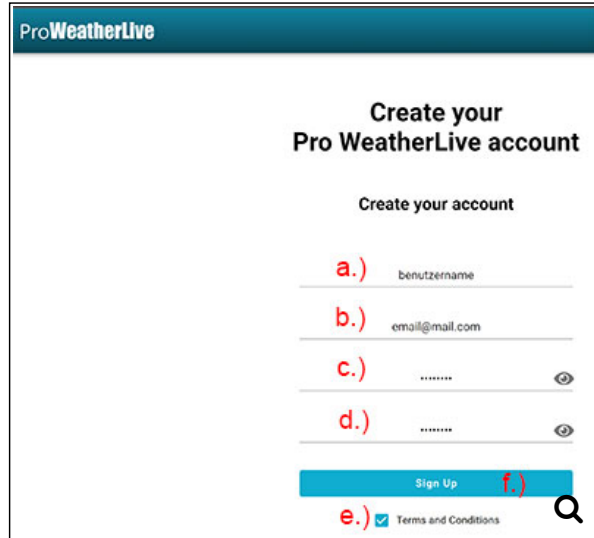 ProWeatherLive
Create your
Pro WeatherLive account
Create your account
a.) benutzername
b.) email@mail.com
c.) ········
d.) ········
Sign Up f.)
e.) Terms and Conditions